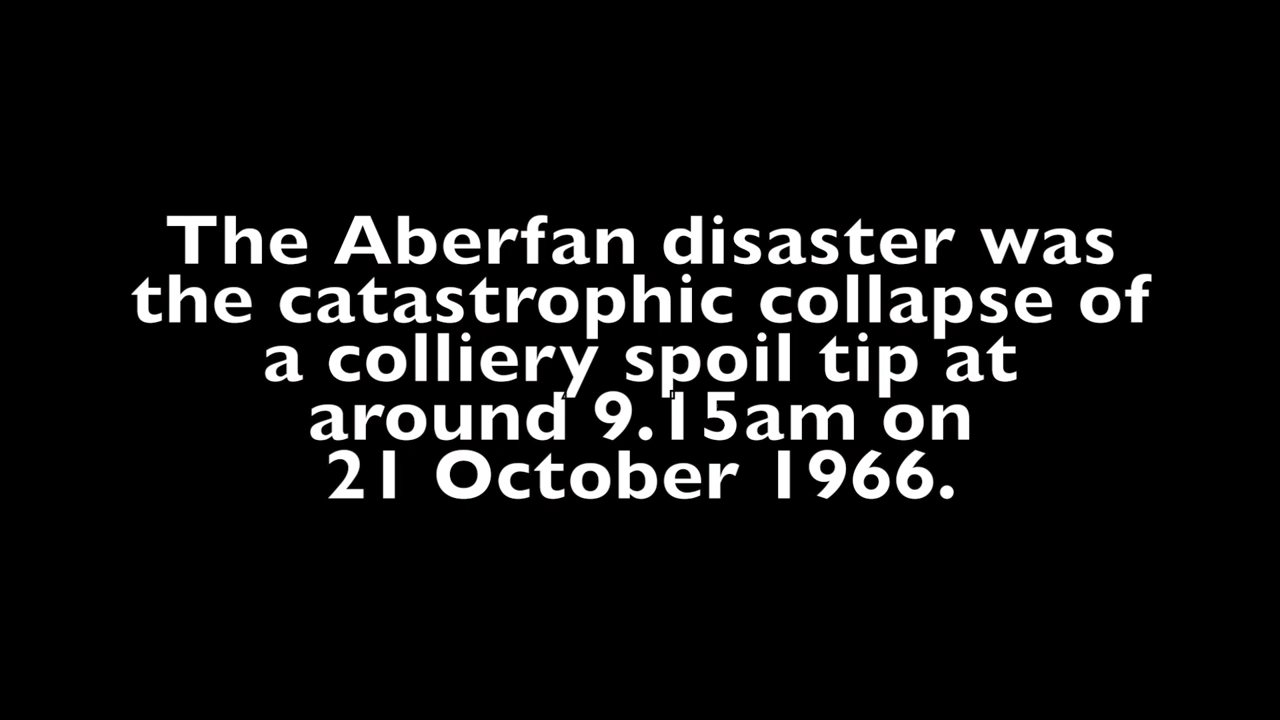 The Aberfan disaster was
the catastrophic collapse of
a colliery spoil tip at
around 9.15am on
21 October 1966.